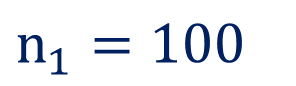 n₁ = 100